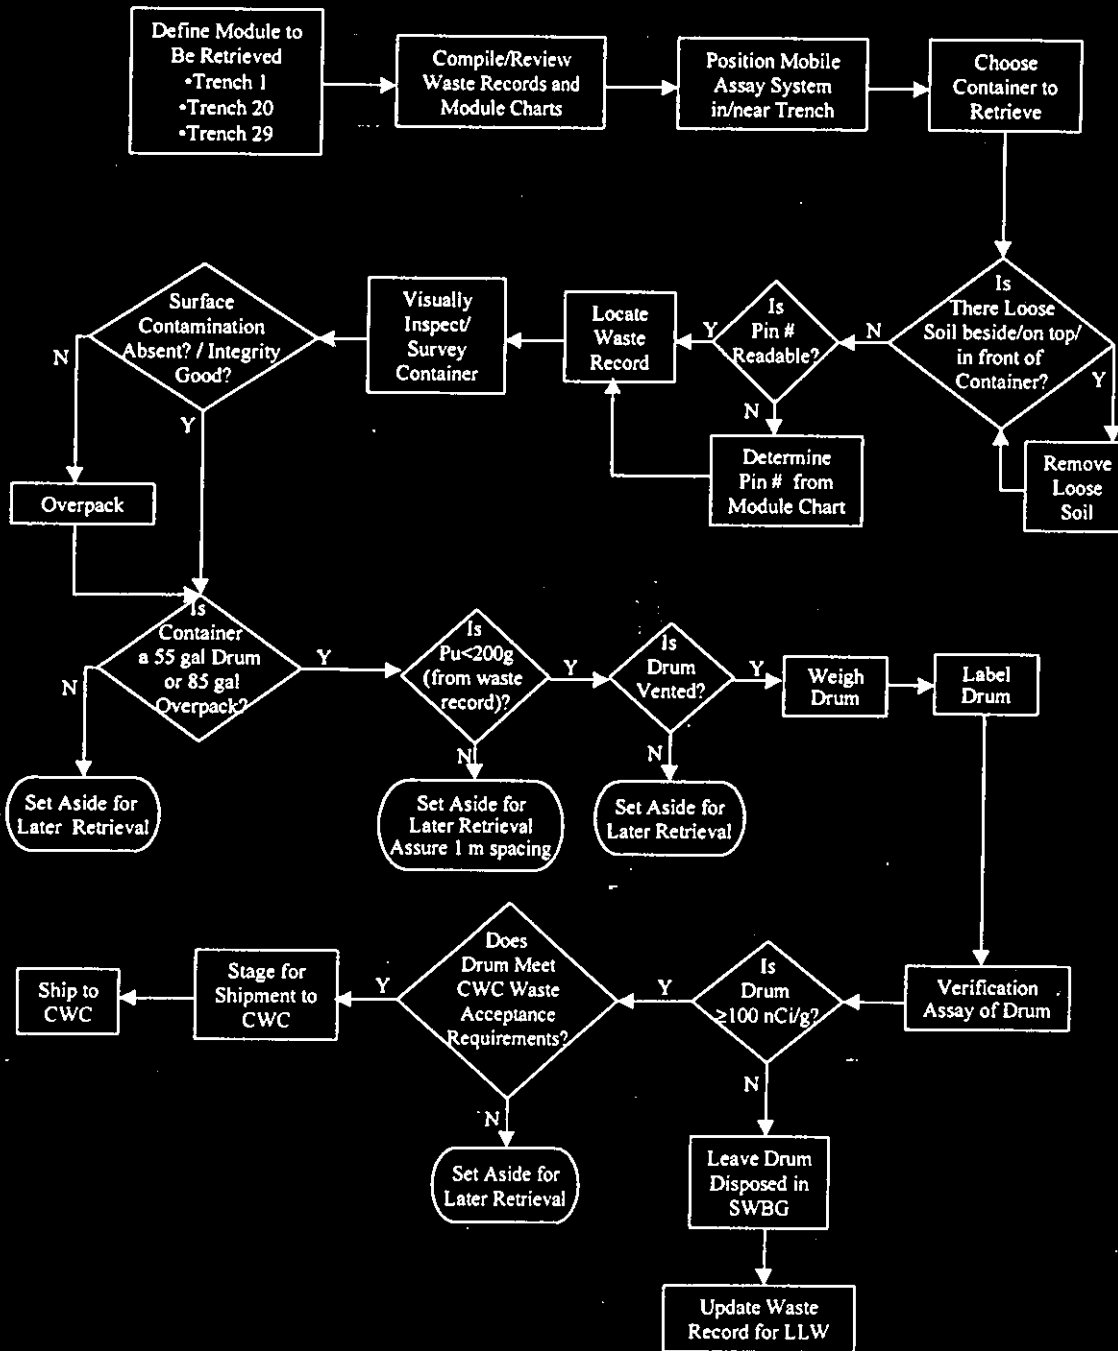 Define Module to
Be Retrieved
•Trench 1
•Trench 20
•Trench 29
Compile/Review
Waste Records and
Module Charts
Position Mobile
Assay System
in/near Trench
Choose
Container to
Retrieve
Is
There Loose
Soil beside/on top/
in front of
Container?
N
Y
Remove
Loose
Soil
Is
Pin #
Readable?
Y
N
Determine
Pin # from
Module Chart
Locate
Waste
Record
Visually
Inspect/
Survey
Container
Surface
Contamination
Absent? / Integrity
Good?
N
Y
Overpack
Is
Container
a 55 gal Drum
or 85 gal
Overpack?
N
Y
Set Aside for
Later Retrieval
Is
Pu<200g
(from waste
record)?
Y
N
Set Aside for
Later Retrieval
Assure 1 m spacing
Is
Drum
Vented?
Y
N
Set Aside for
Later Retrieval
Weigh
Drum
Label
Drum
Verification
Assay of Drum
Is
Drum
≥100 nCi/g?
Y
N
Leave Drum
Disposed in
SWBG
Update Waste
Record for LLW
Does
Drum Meet
CWC Waste
Acceptance
Requirements?
Y
N
Set Aside for
Later Retrieval
Stage for
Shipment to
CWC
Ship to
CWC